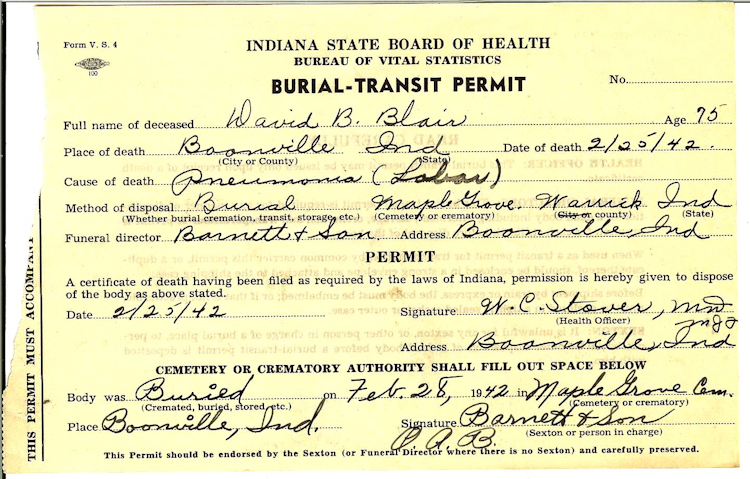 Form V. S. 4
100
INDIANA STATE BOARD OF HEALTH
BUREAU OF VITAL STATISTICS
BURIAL-TRANSIT PERMIT
No.
Full name of deceased David B. Blair Age 75
Place of death Boonville Ind Date of death 2/25/42.
(City or County) (State)
Cause of death Pneumonia (Lobar)
Method of disposal Burial Maple Grove Warrick Ind
(Whether burial cremation, transit, storage, etc.) (Cemetery or crematory) (City or county) (State)
Funeral director Barnett & Son. Address Boonville, Ind
PERMIT
A certificate of death having been filed as required by the laws of Indiana, permission is hereby given to dispose
of the body as above stated.
Date 2/25/42 Signature W. C. Stover, MD
(Health Officer)
Address Boonville, Ind
CEMETERY OR CREMATORY AUTHORITY SHALL FILL OUT SPACE BELOW
Body was Buried on Feb. 28, 1942 in Maple Grove Cem.
(Cremated, buried, stored, etc.) (Cemetery or crematory)
Place Boonville, Ind. Signature Barnett & Son
(Sexton or person in charge)
O. A. B.
This Permit should be endorsed by the Sexton (or Funeral Director where there is no Sexton) and carefully preserved.
THIS PERMIT MUST ACCOMPAN